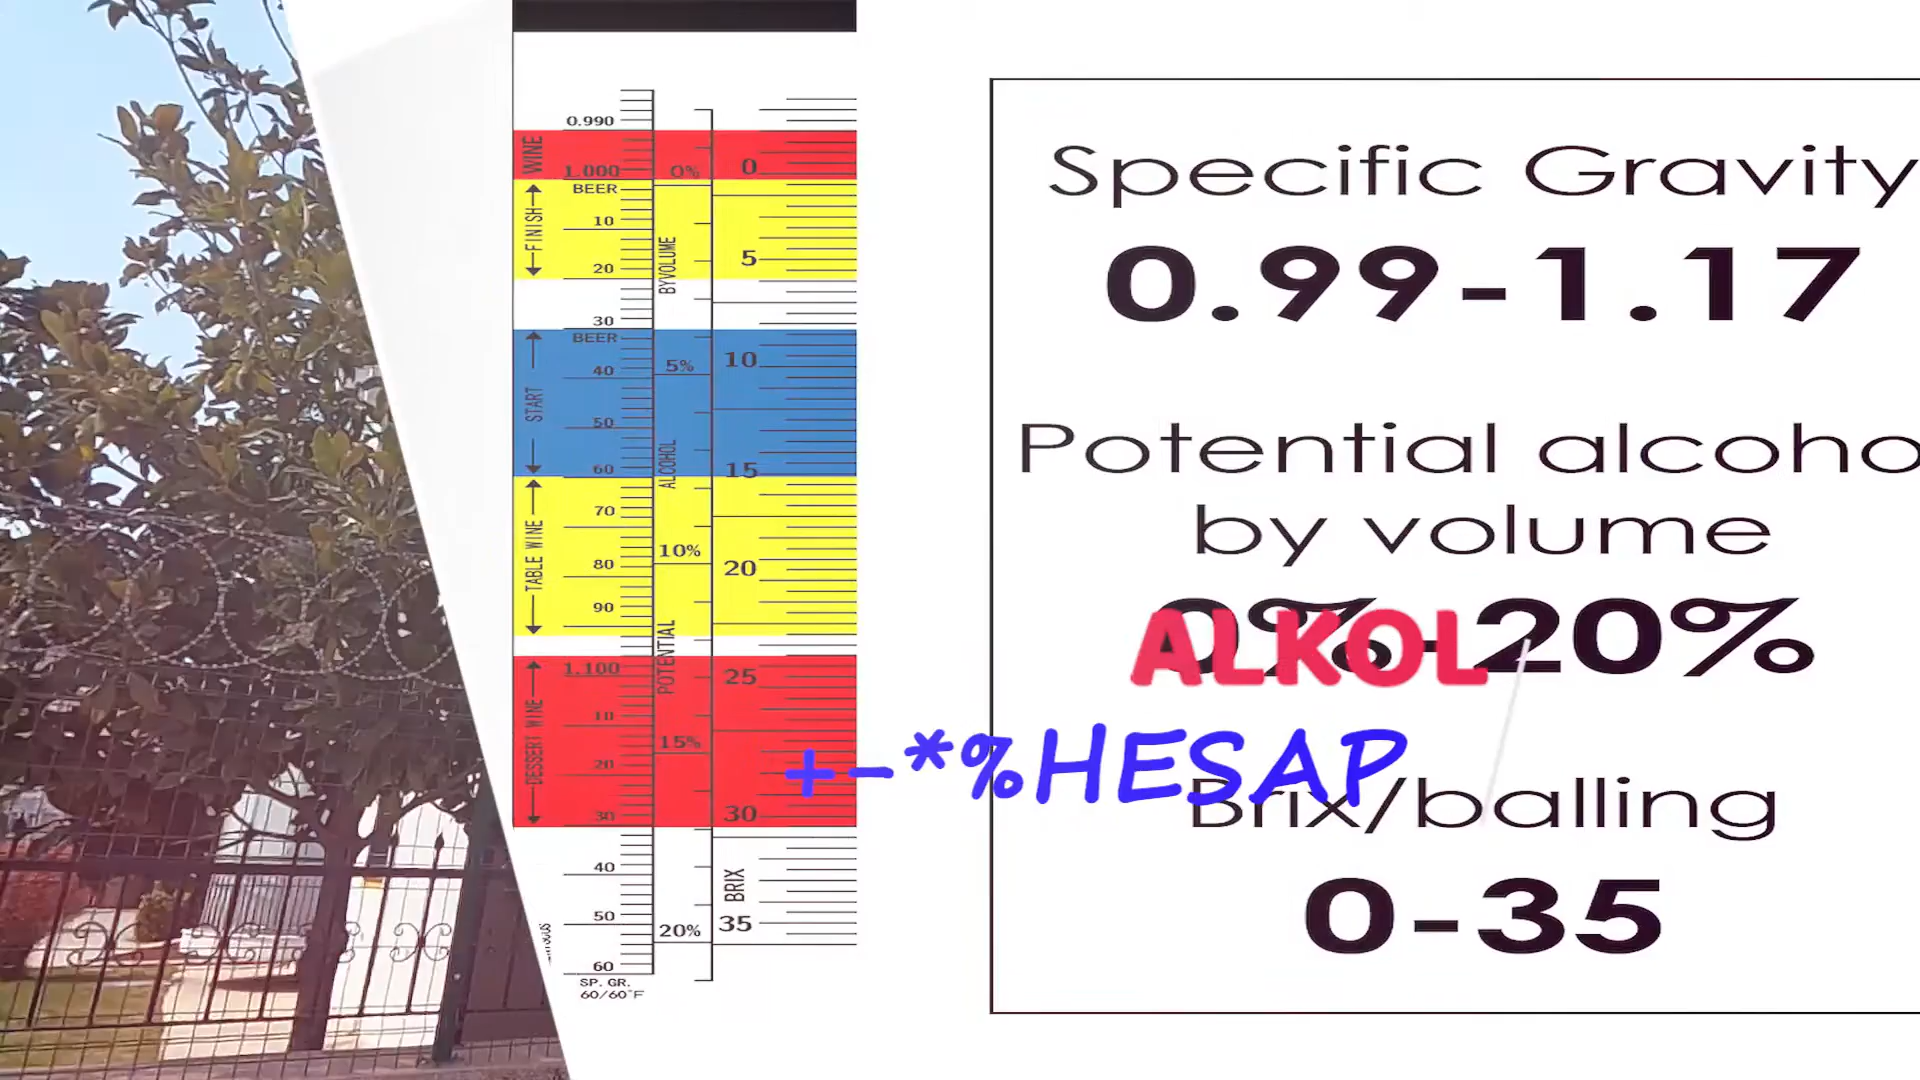 0.990
WINE
1.000
0%
0
BEER
FINISH
10
BY VOLUME
5
20
30
BEER
10
5%
40
START
50
ALCOHOL
60
15
TABLE WINE
70
10%
80
20
90
POTENTIAL
1.100
25
DESSERT WINE
10
15%
20
30
30
40
BRIX
50
35
20%
60
SP. GR.
60/60°F
Specific Gravity
0.99-1.17
Potential alcoho
by volume
0%-20%
ALKOL
+-*%HESAP
Brix/balling
0-35